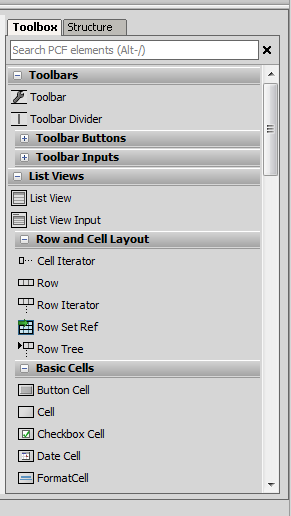 Toolbox Structure
Search PCF elements (Alt-/)
Toolbars
Toolbar
Toolbar Divider
Toolbar Buttons
Toolbar Inputs
List Views
List View
List View Input
Row and Cell Layout
Cell Iterator
Row
Row Iterator
Row Set Ref
Row Tree
Basic Cells
Button Cell
Cell
Checkbox Cell
Date Cell
FormatCell